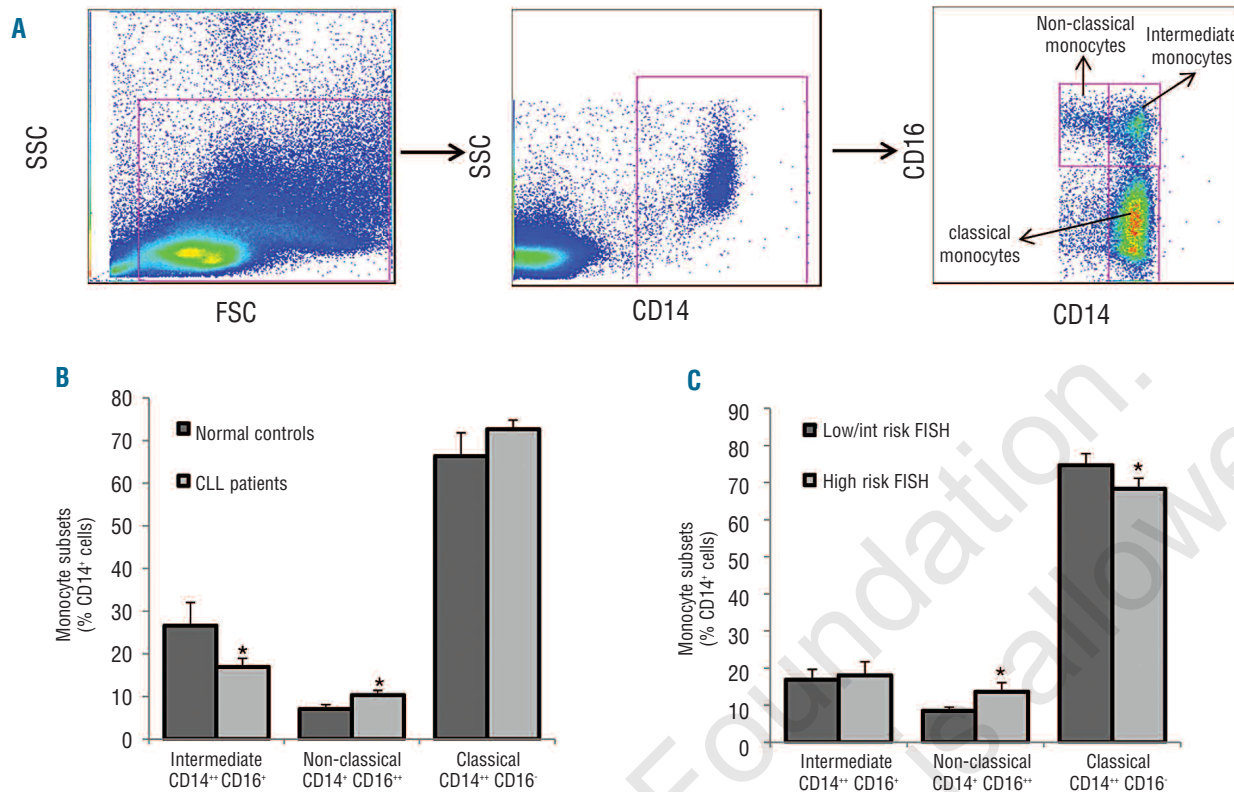 A
SSC
FSC
SSC
CD14
Non-classical
monocytes
Intermediate
monocytes
CD16
classical
monocytes
CD14
B
Monocyte subsets
(% CD14⁺ cells)
80
70
60
50
40
30
20
10
0
Normal controls
CLL patients
*
*
Intermediate
CD14⁺⁺ CD16⁺
Non-classical
CD14⁺ CD16⁺⁺
Classical
CD14⁺⁺ CD16⁻
C
Monocyte subsets
(% CD14⁺ cells)
90
80
70
60
50
40
30
20
10
0
Low/int risk FISH
High risk FISH
*
*
Intermediate
CD14⁺⁺ CD16⁺
Non-classical
CD14⁺ CD16⁺⁺
Classical
CD14⁺⁺ CD16⁻
Foundation.
is